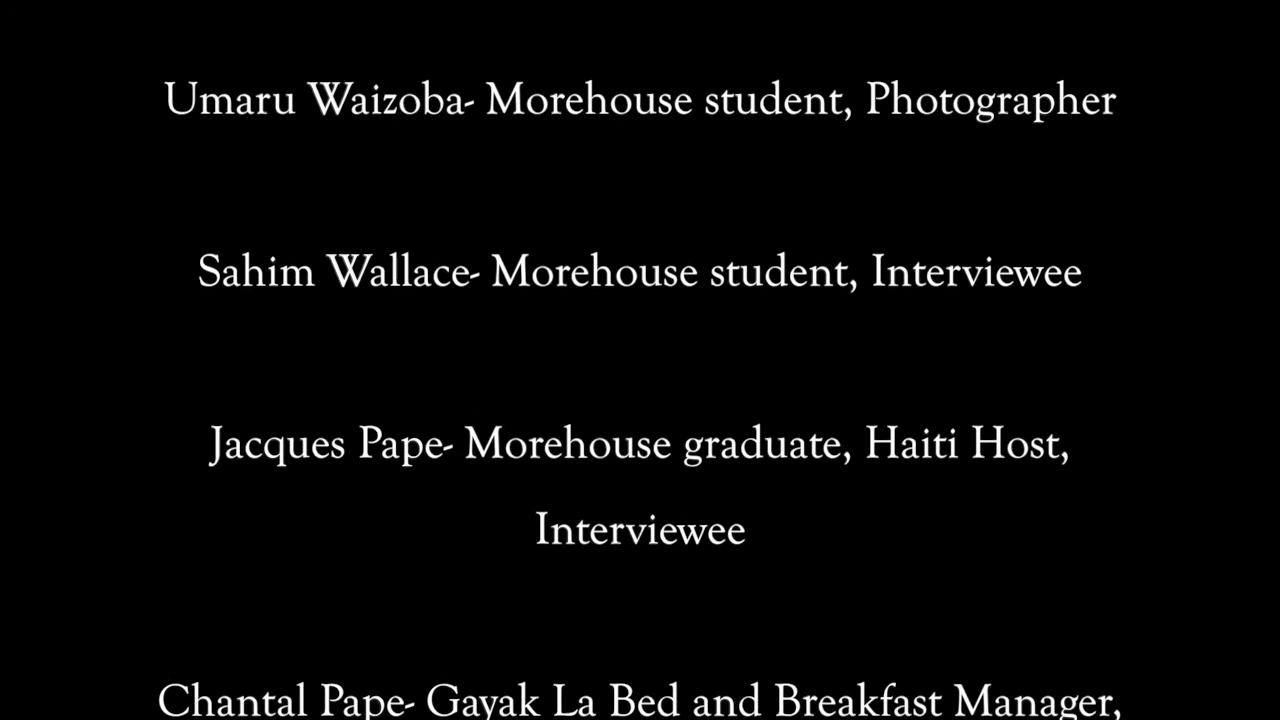 Umaru Waizoba- Morehouse student, Photographer
Sahim Wallace- Morehouse student, Interviewee
Jacques Pape- Morehouse graduate, Haiti Host,
Interviewee
Chantal Pape- Gayak La Bed and Breakfast Manager,